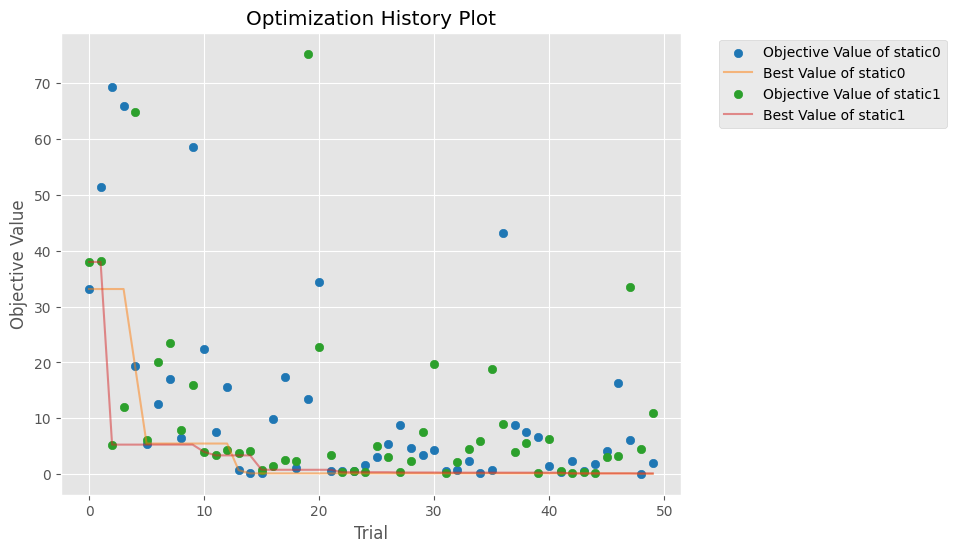 Optimization History Plot
Objective Value of static0
Best Value of static0
Objective Value of static1
Best Value of static1
Objective Value
70
60
50
40
30
20
10
0
0 10 20 30 40 50
Trial